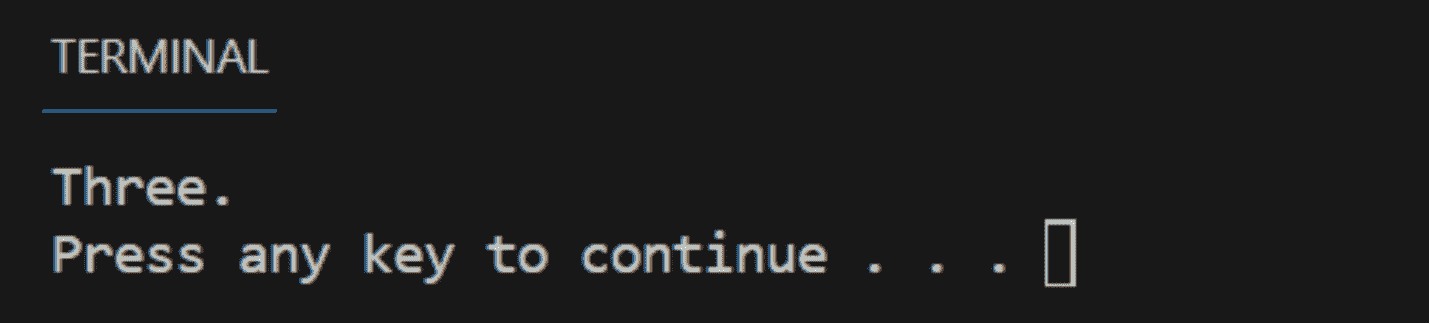 TERMINAL
Three.
Press any key to continue . . .